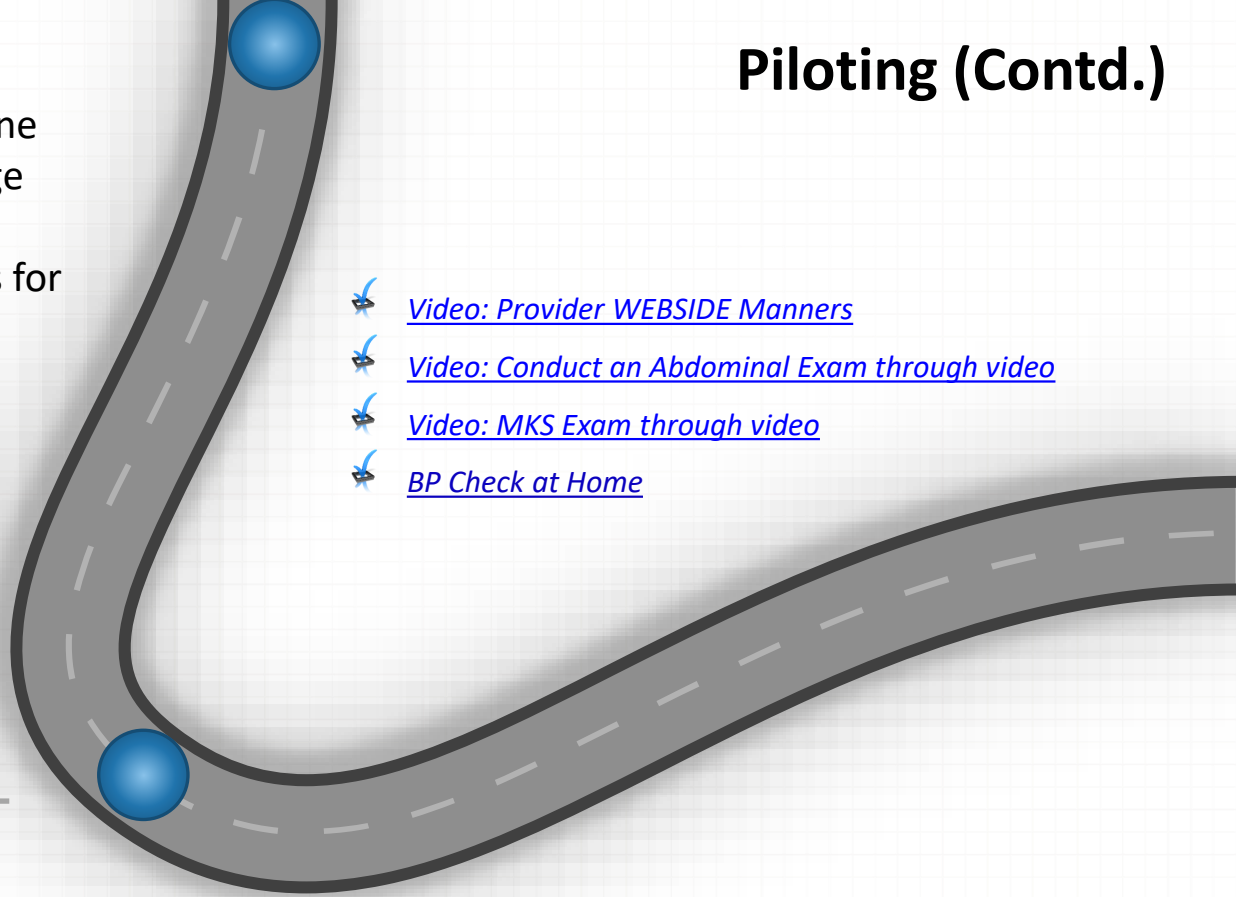 Piloting (Contd.)
for
Video: Provider WEBSIDE Manners
Video: Conduct an Abdominal Exam through video
Video: MKS Exam through video
BP Check at Home